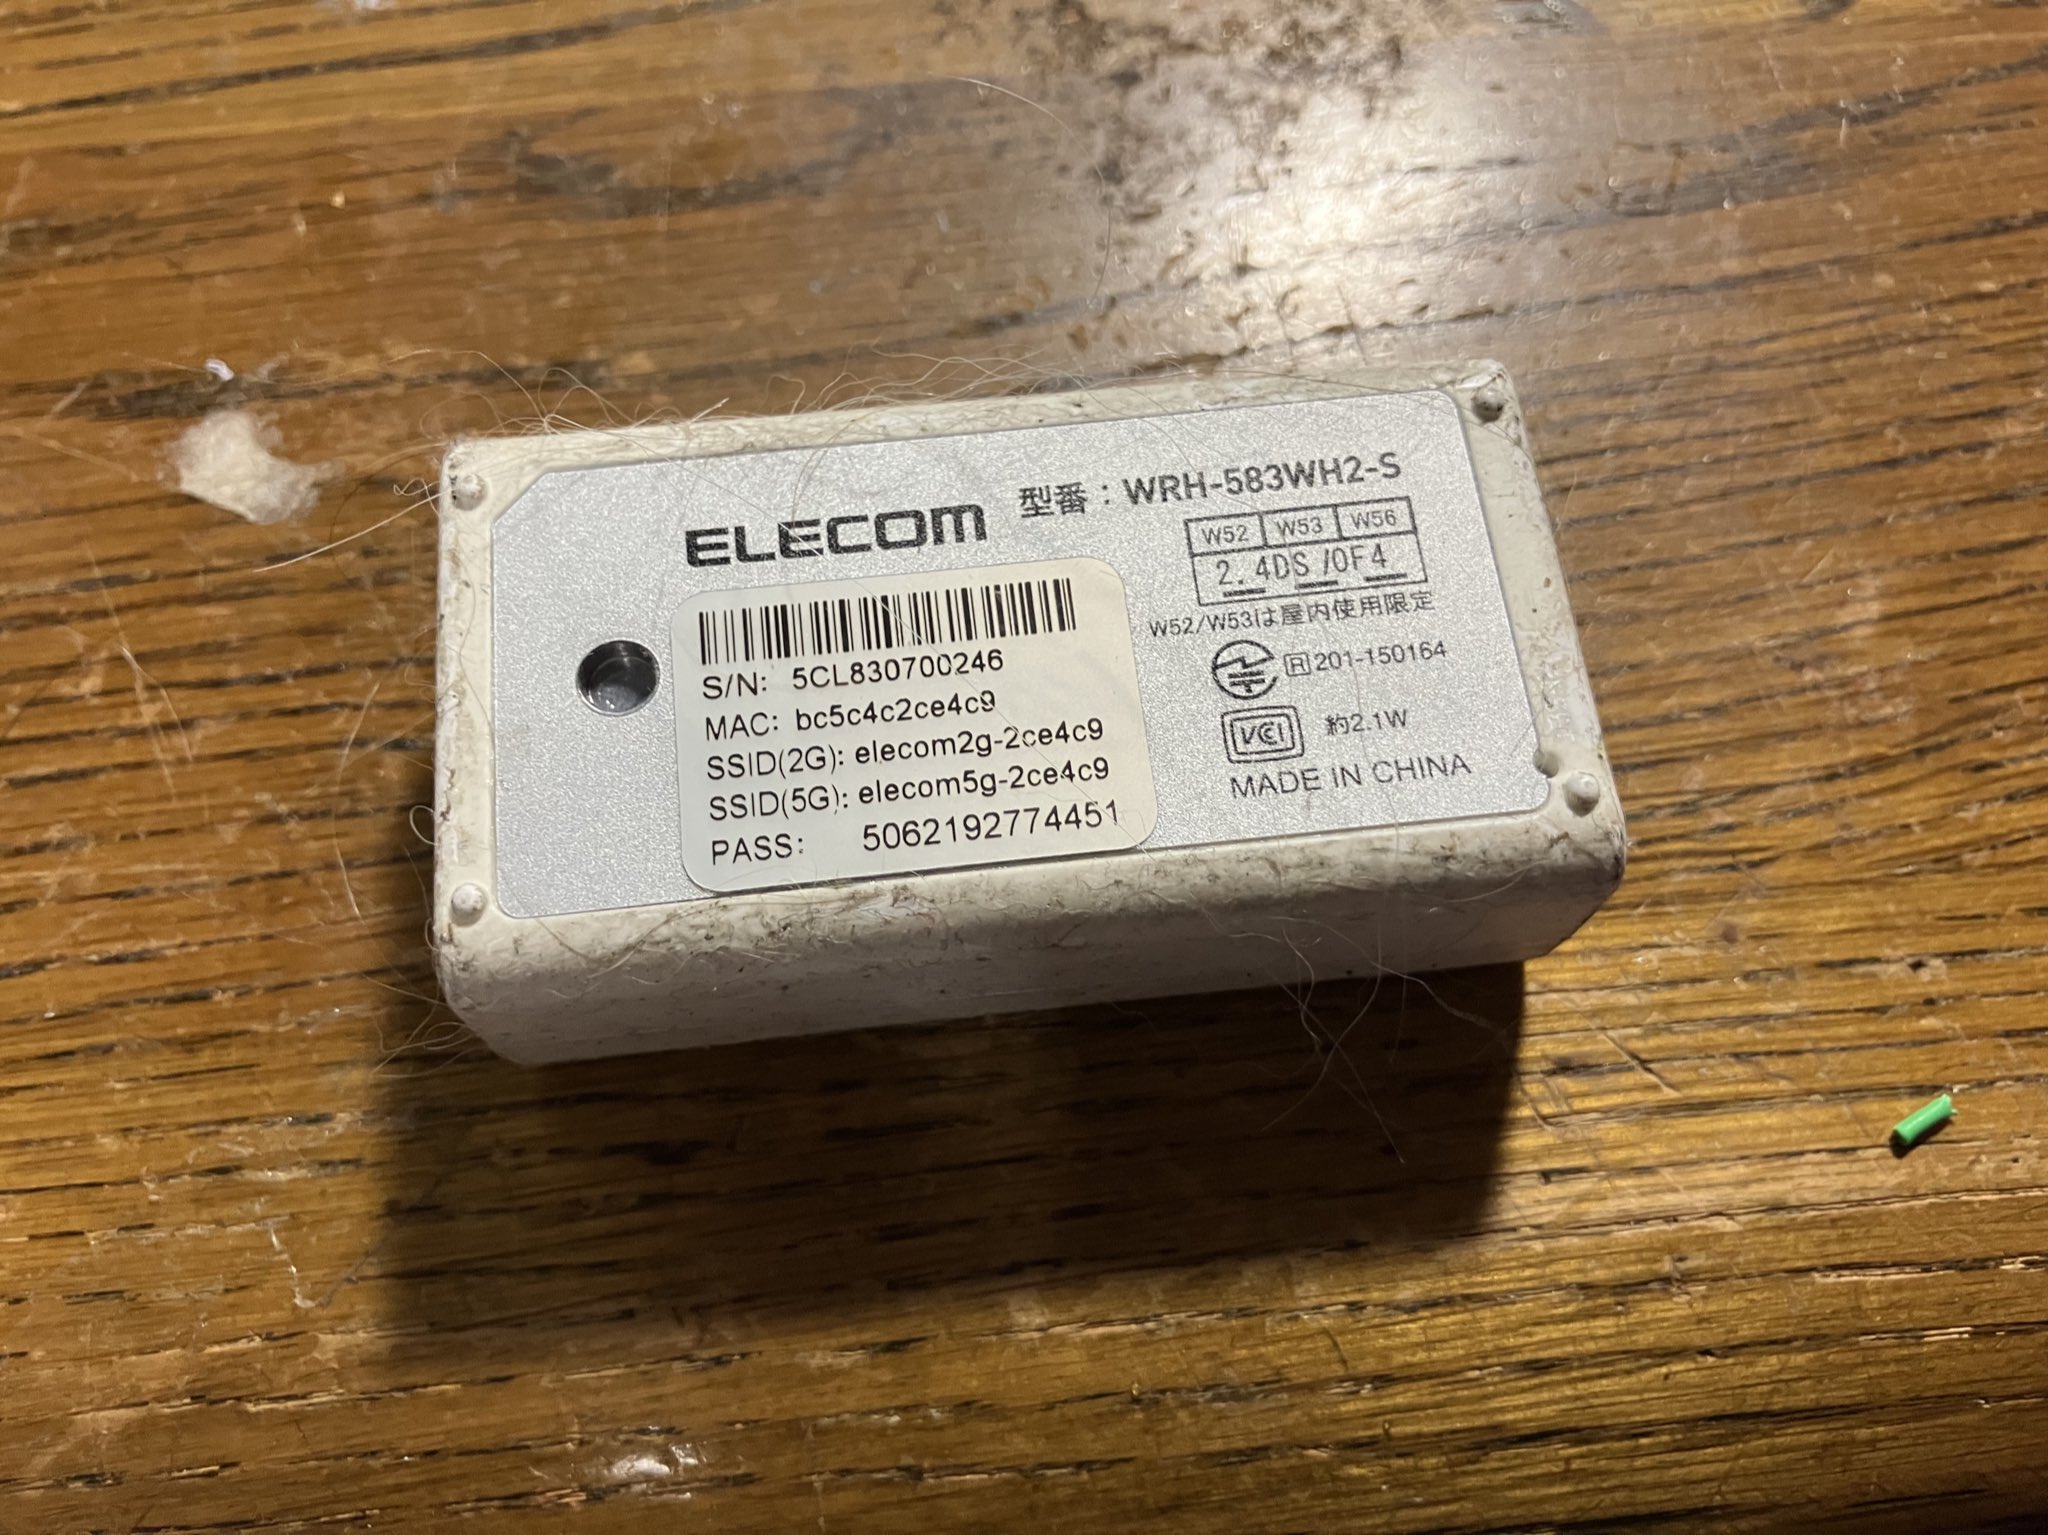 ELECOM
型番：WRH-583WH2-S
W52 W53 W56
2.4DS/OF4
W52/W53は屋内使用限定
R 201-150164
VCI 約2.1W
MADE IN CHINA
S/N: 5CL830700246
MAC: bc5c4c2ce4c9
SSID(2G): elecom2g-2ce4c9
SSID(5G): elecom5g-2ce4c9
PASS: 5062192774451